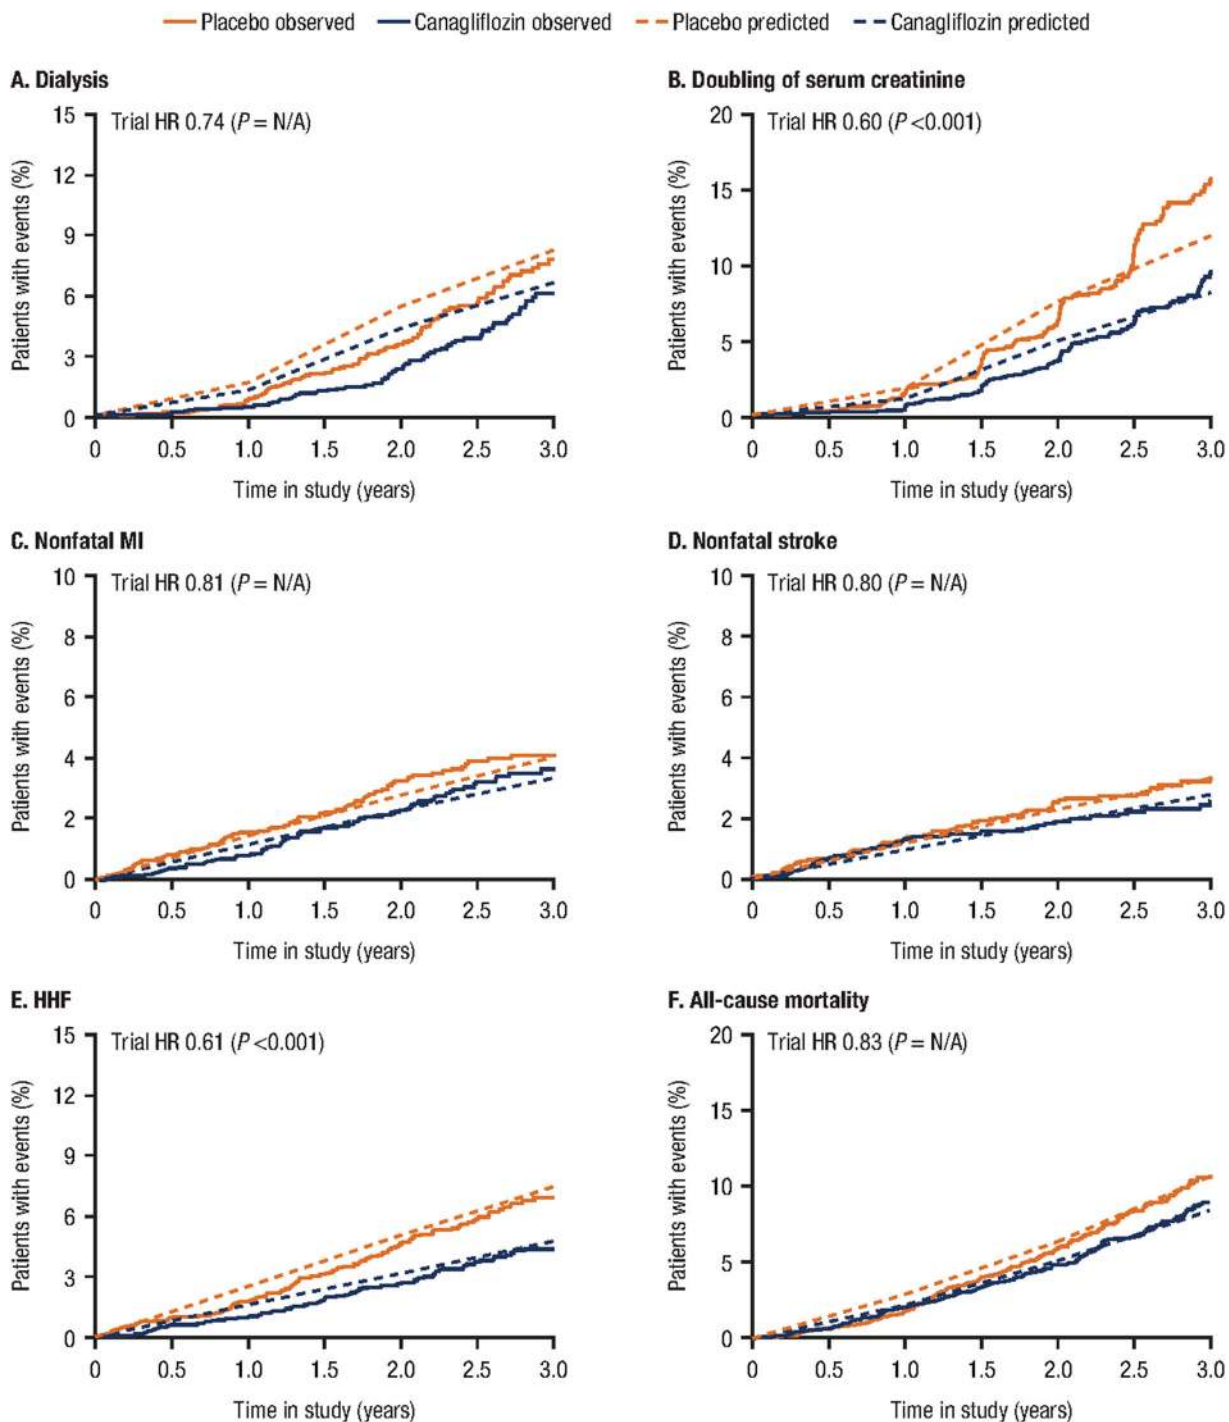 Placebo observed Canagliflozin observed Placebo predicted Canagliflozin predicted
A. Dialysis
Trial HR 0.74 (P = N/A)
Patients with events (%)
15
12
9
6
3
0
0 0.5 1.0 1.5 2.0 2.5 3.0
Time in study (years)
B. Doubling of serum creatinine
Trial HR 0.60 (P <0.001)
Patients with events (%)
20
15
10
5
0
0 0.5 1.0 1.5 2.0 2.5 3.0
Time in study (years)
C. Nonfatal MI
Trial HR 0.81 (P = N/A)
Patients with events (%)
10
8
6
4
2
0
0 0.5 1.0 1.5 2.0 2.5 3.0
Time in study (years)
D. Nonfatal stroke
Trial HR 0.80 (P = N/A)
Patients with events (%)
10
8
6
4
2
0
0 0.5 1.0 1.5 2.0 2.5 3.0
Time in study (years)
E. HHF
Trial HR 0.61 (P <0.001)
Patients with events (%)
15
12
9
6
3
0
0 0.5 1.0 1.5 2.0 2.5 3.0
Time in study (years)
F. All-cause mortality
Trial HR 0.83 (P = N/A)
Patients with events (%)
20
15
10
5
0
0 0.5 1.0 1.5 2.0 2.5 3.0
Time in study (years)